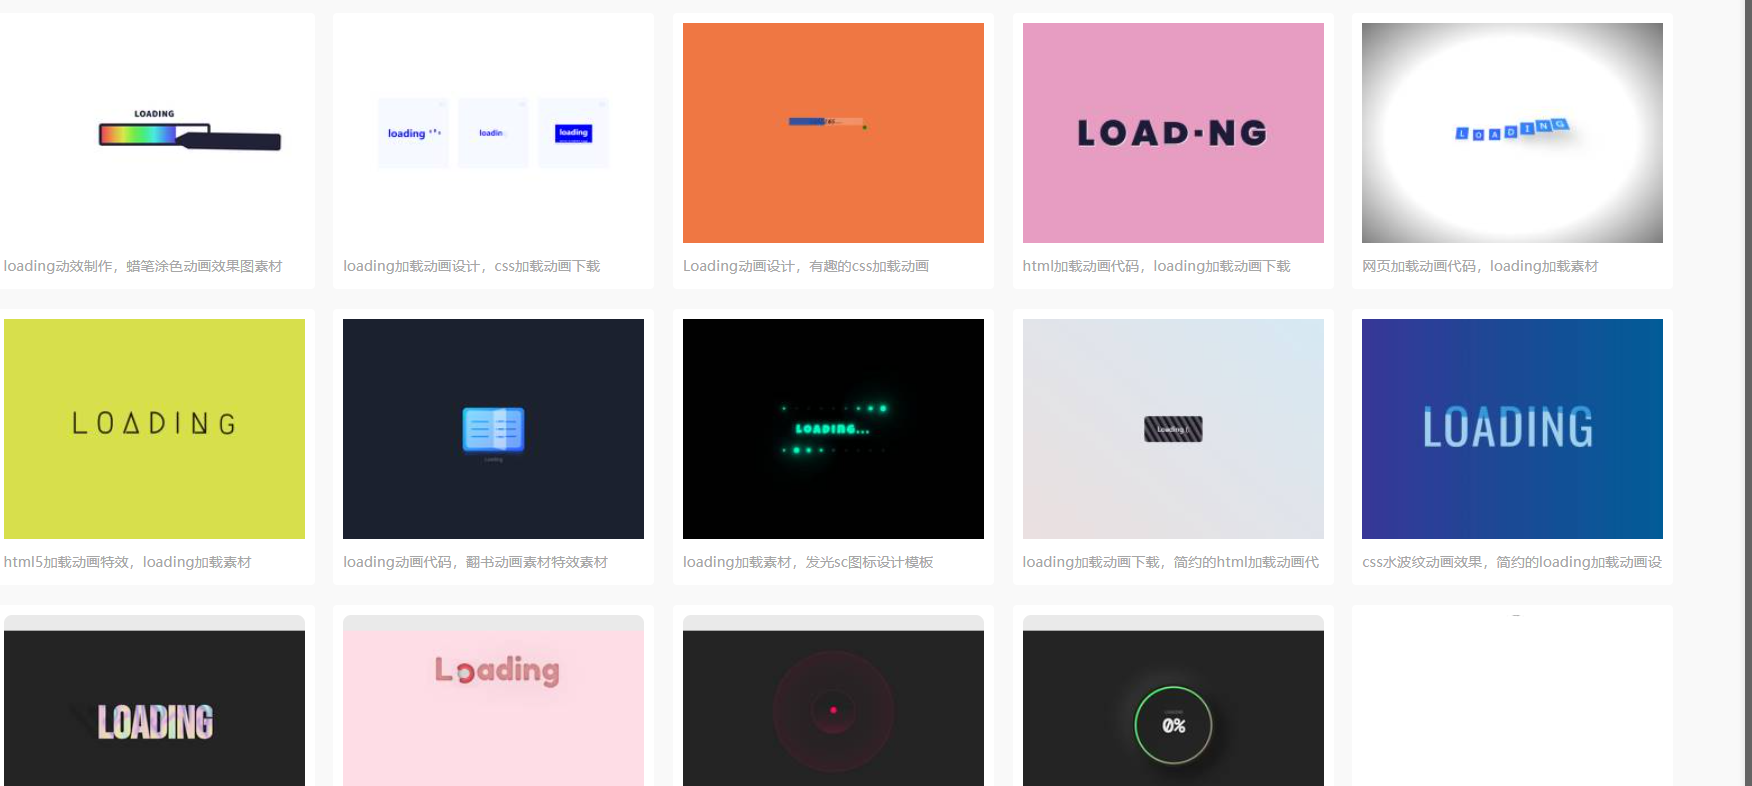 LOADING
loading
loadin
loading
LOAD·NG
LOADING
loading动效制作，蜡笔涂色动画效果图素材
loading加载动画设计，css加载动画下载
Loading动画设计，有趣的css加载动画
html加载动画代码，loading加载动画下载
网页加载动画代码，loading加载素材
LOADING
Loading
LOADING...
Loading
LOADING
html5加载动画特效，loading加载素材
loading动画代码，翻书动画素材特效素材
loading加载素材，发光sc图标设计模板
loading加载动画下载，简约的html加载动画代
css水波纹动画效果，简约的loading加载动画设
LOADING
Loading
0%